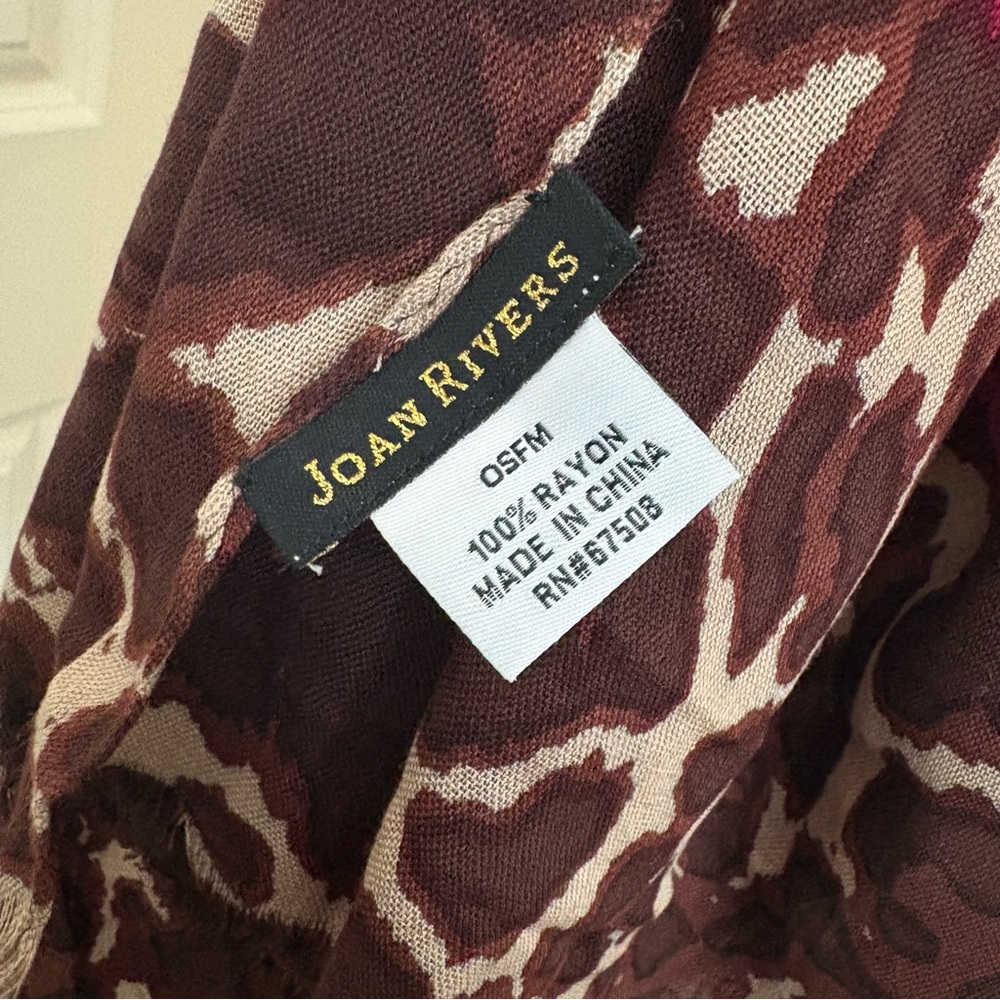 JOAN RIVERS
OSFM
100% RAYON
MADE IN CHINA
RN#67508